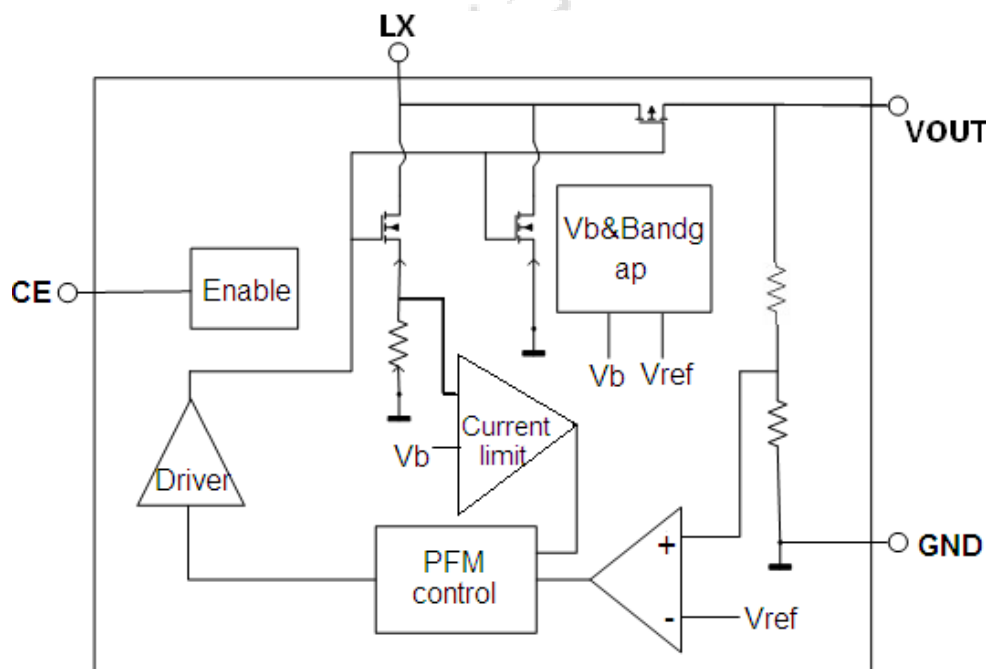 LX
VOUT
Vb&Bandg
ap
CE
Enable
Vb
Vref
Current
limit
Vb
Driver
PFM
control
+
-
Vref
GND